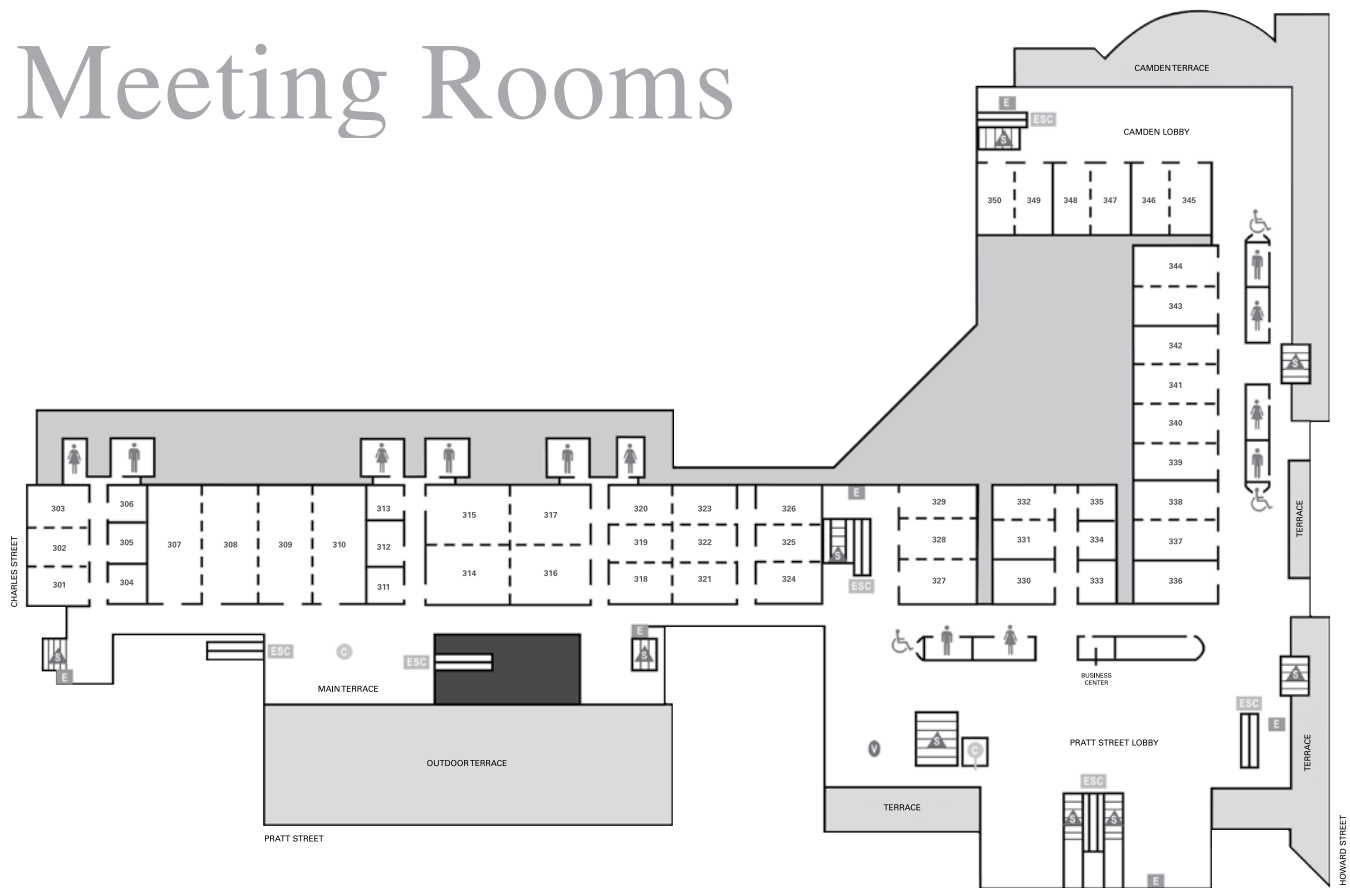 Meeting Rooms
CAMDEN TERRACE
E
ESC
S
CAMDEN LOBBY
350
349
348
347
346
345
344
343
342
341
340
339
338
337
336
S
TERRACE
303
302
301
306
305
304
307
308
309
310
313
312
311
315
317
314
316
320
319
318
323
322
321
326
325
324
E
S
ESC
329
328
327
332
331
330
335
334
333
CHARLES STREET
S
E
ESC
C
ESC
MAIN TERRACE
E
S
OUTDOOR TERRACE
PRATT STREET
BUSINESS
CENTER
S
ESC
E
V
S
C
PRATT STREET LOBBY
TERRACE
TERRACE
ESC
S
S
E
HOWARD STREET